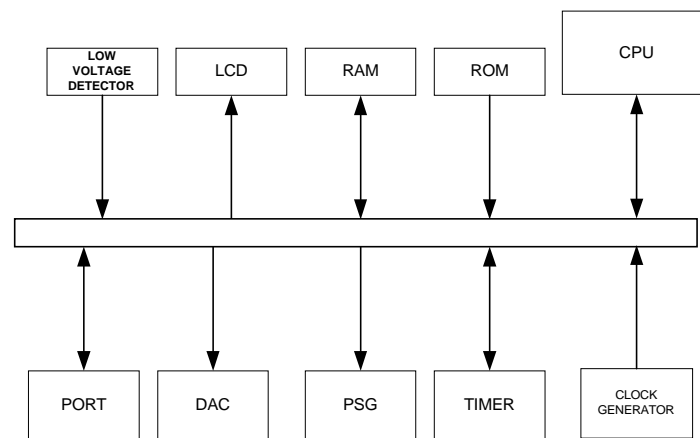 LOW
VOLTAGE
DETECTOR
LCD
RAM
ROM
CPU
PORT
DAC
PSG
TIMER
CLOCK
GENERATOR